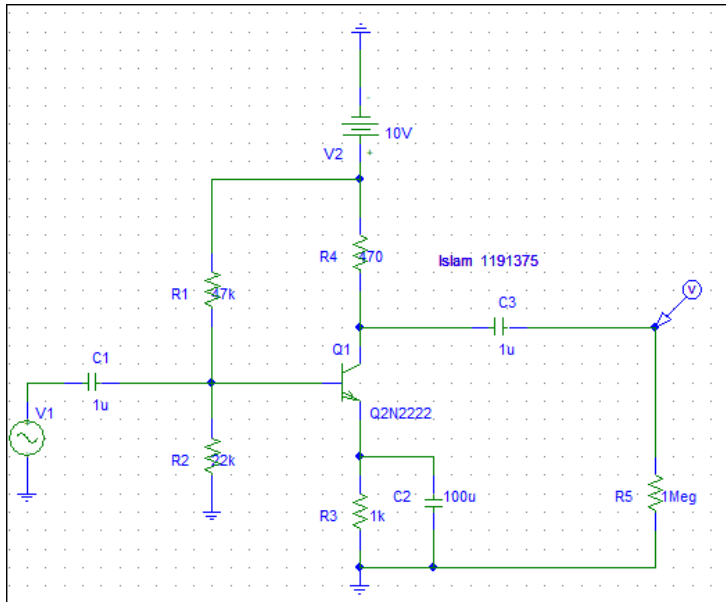 -
10V
V2
+
R4 470
Islam 1191375
R1 47k
C3
1u
V
Q1
C1
1u
V1
Q2N2222
R2 22k
R3 1k
C2 100u
R5 1Meg